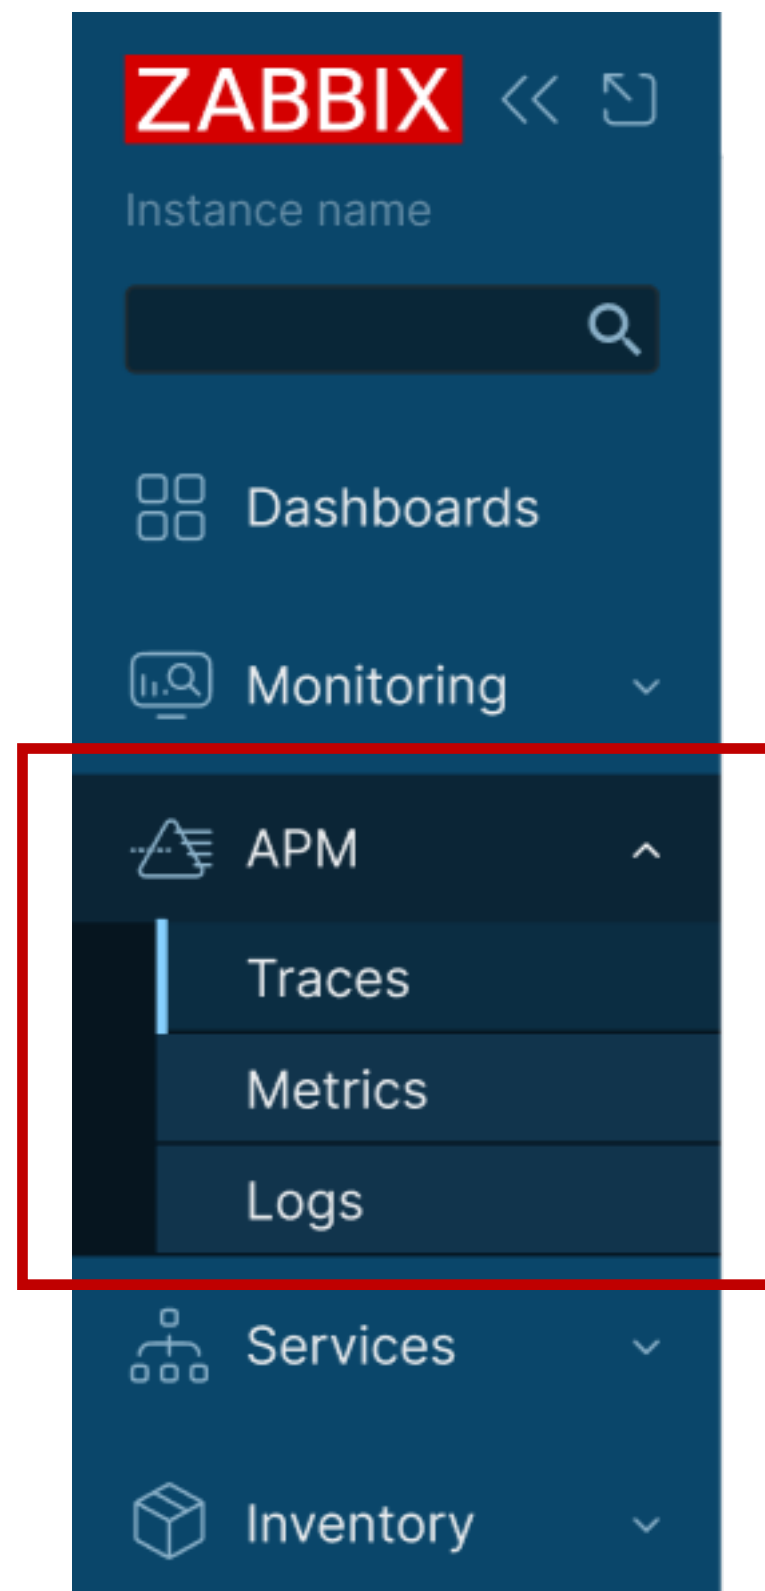 ZABBIX
Instance name
Dashboards
Monitoring
APM
Traces
Metrics
Logs
Services
Inventory